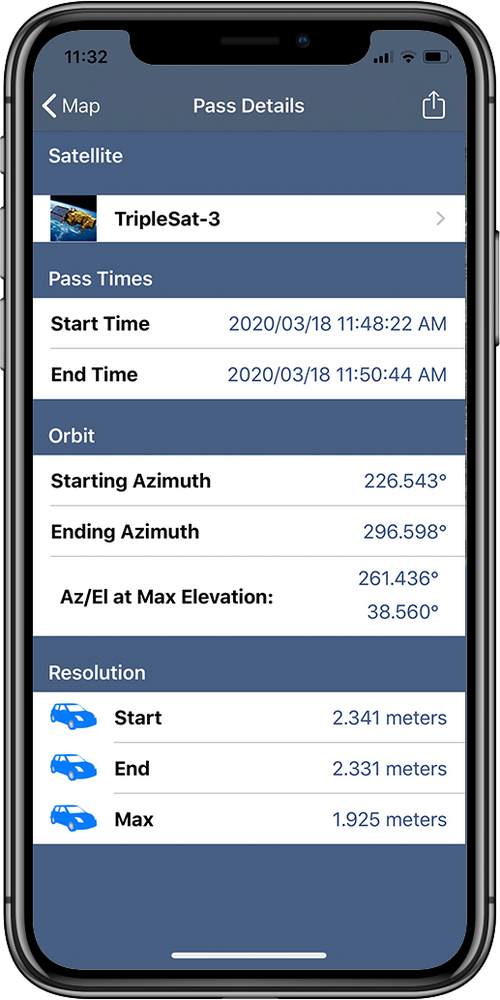 11:32
Map
Pass Details
Satellite
TripleSat-3
Pass Times
Start Time 2020/03/18 11:48:22 AM
End Time 2020/03/18 11:50:44 AM
Orbit
Starting Azimuth 226.543°
Ending Azimuth 296.598°
Az/El at Max Elevation: 261.436°
38.560°
Resolution
Start 2.341 meters
End 2.331 meters
Max 1.925 meters